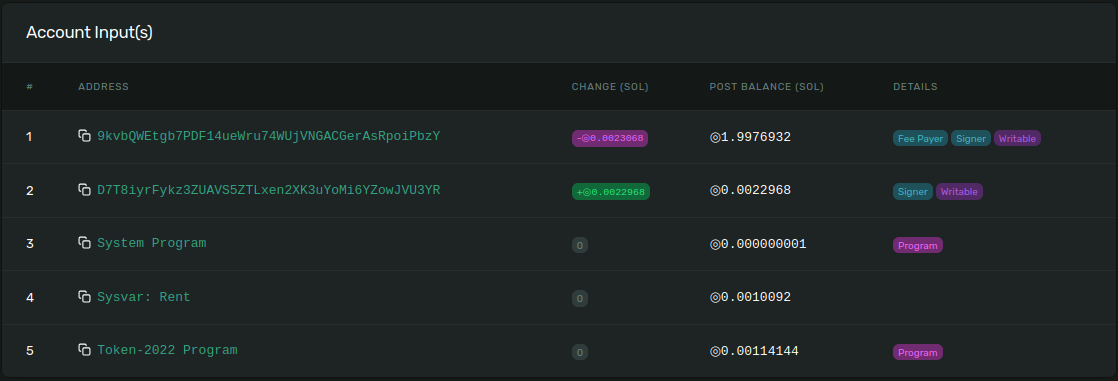 Account Input(s)
# ADDRESS CHANGE (SOL) POST BALANCE (SOL) DETAILS
1 9kvbQWEtgb7PDF14ueWru74WUjVNGACGerAsRpoiPbzY -◎0.0023068 ◎1.9976932 Fee Payer Signer Writable
2 D7T8iyrFykz3ZUAVS5ZTLxen2XK3uYoMi6YZowJVU3YR +◎0.0022968 ◎0.0022968 Signer Writable
3 System Program 0 ◎0.000000001 Program
4 Sysvar: Rent 0 ◎0.0010092
5 Token-2022 Program 0 ◎0.00114144 Program